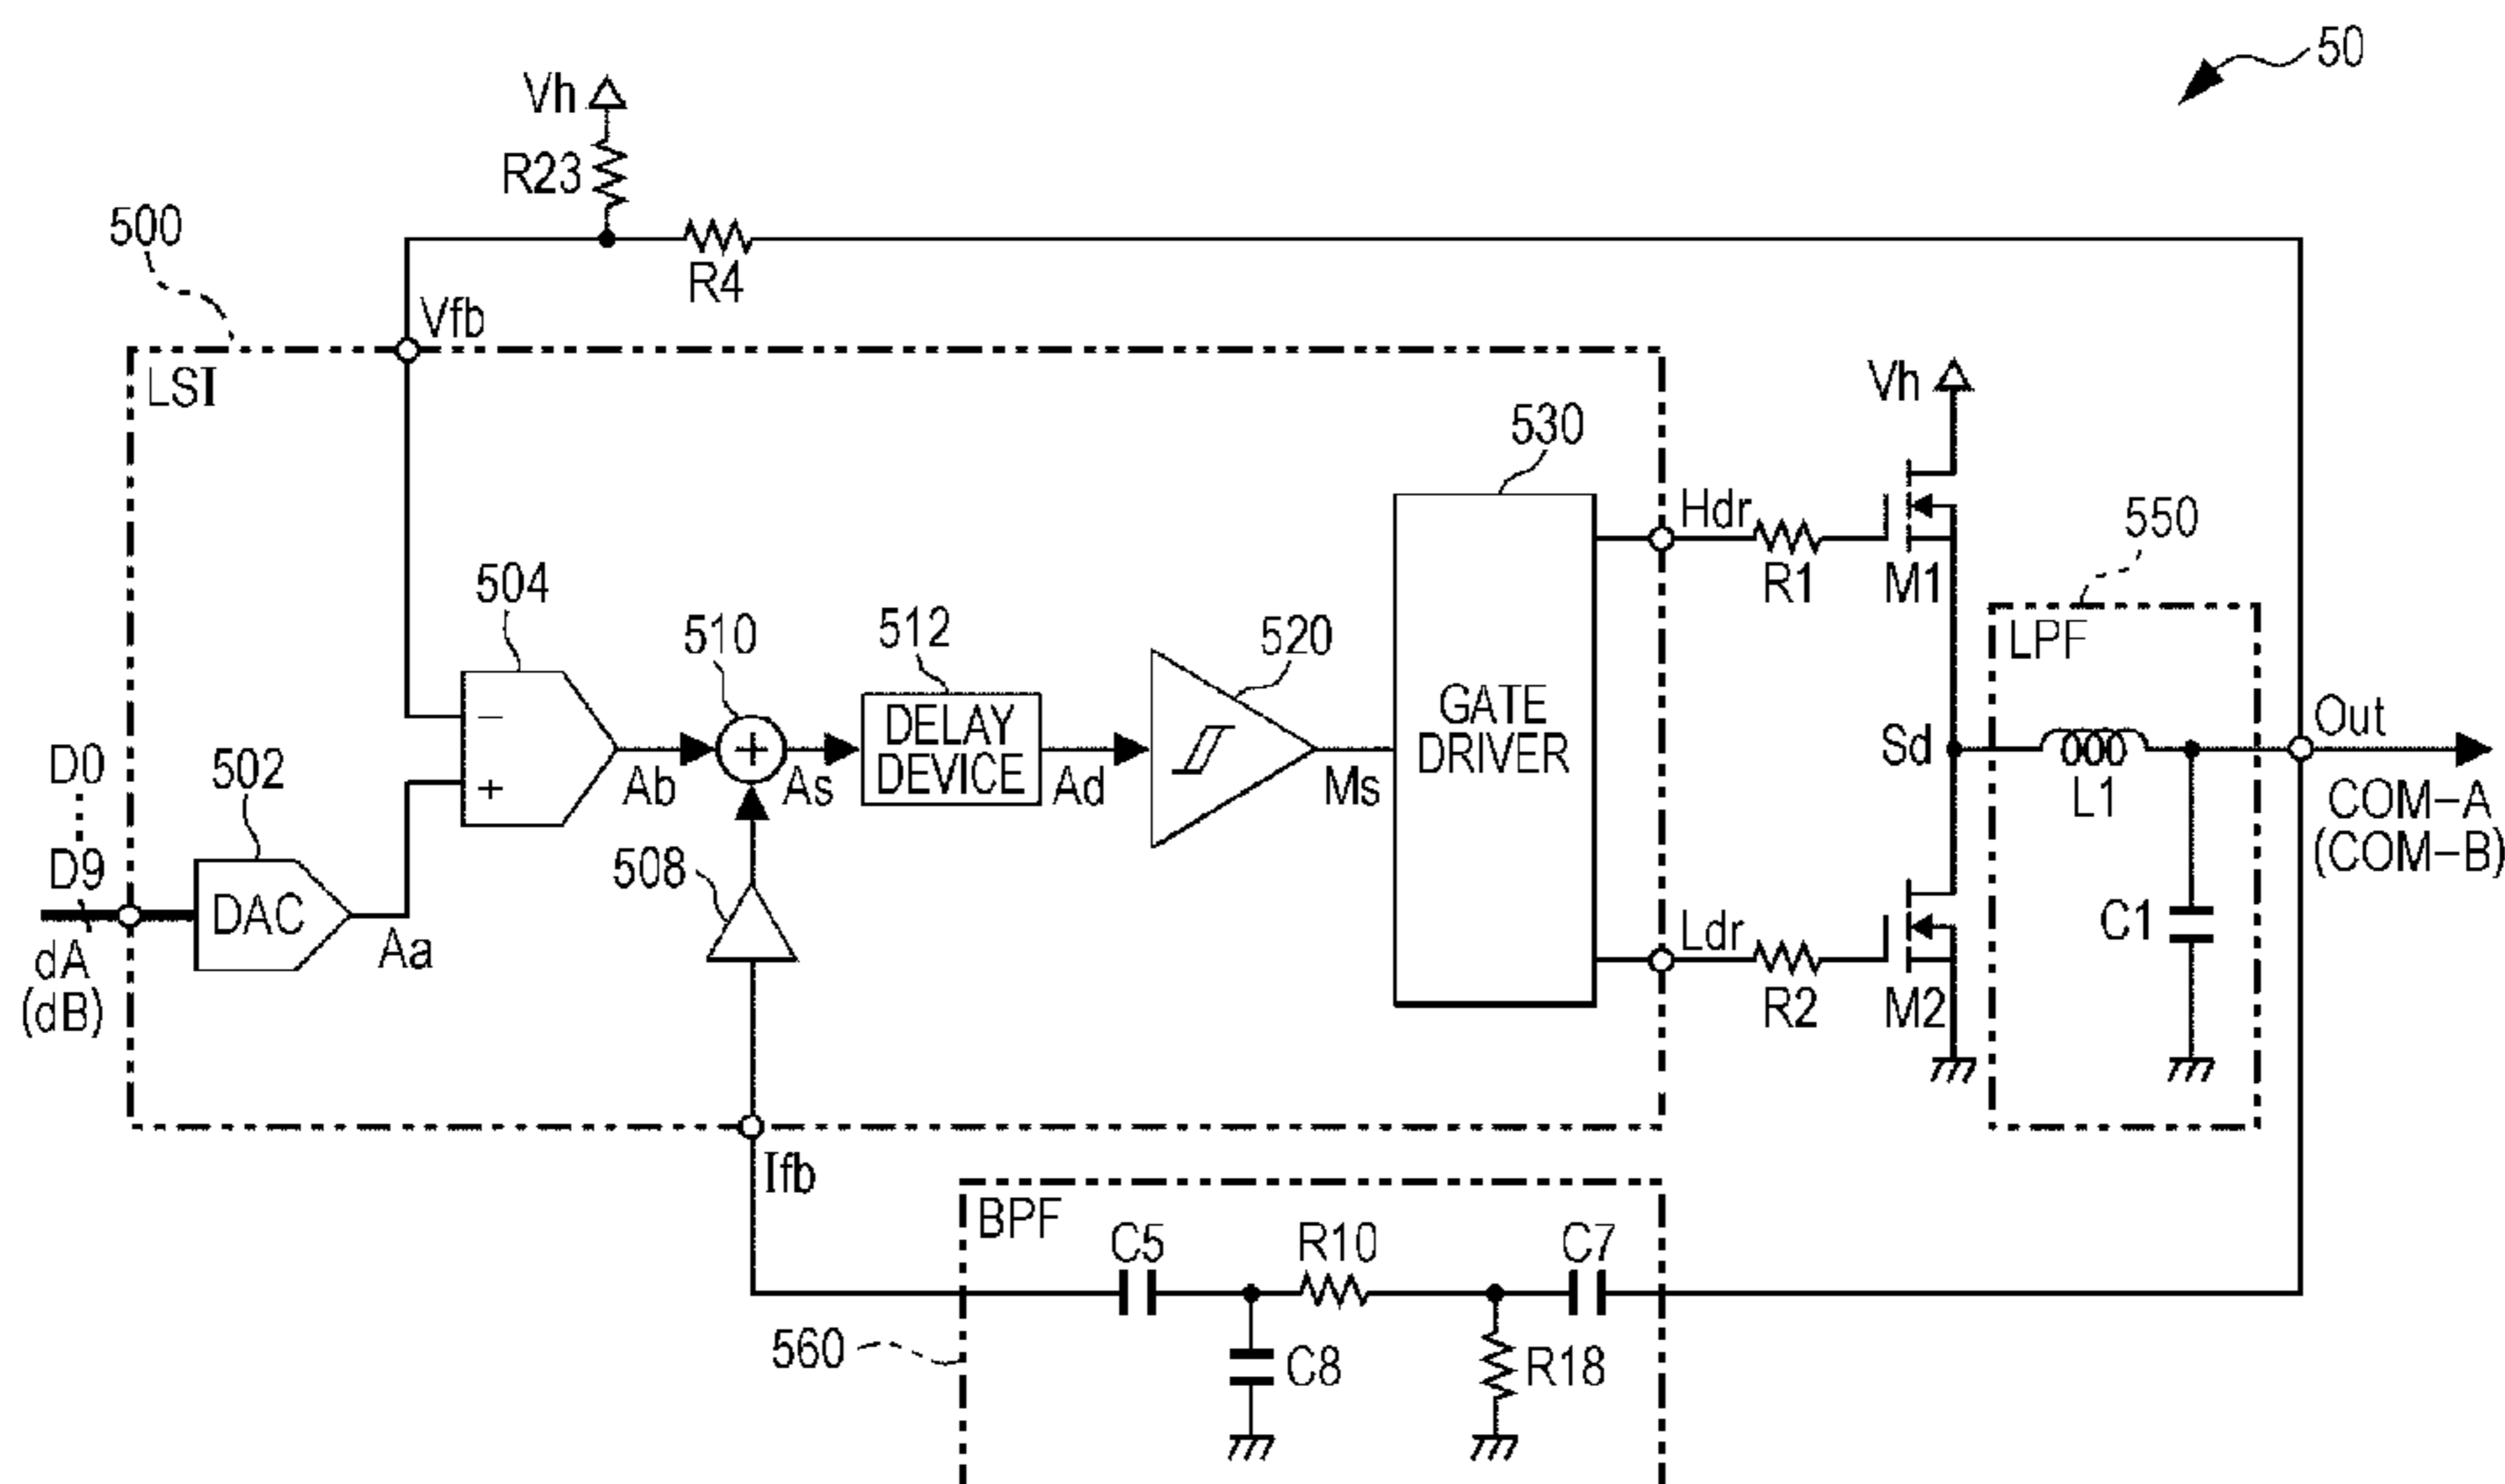 50
Vh
R23
500
R4
Vfb
LSI
Vh
530
Hdr
550
504
R1
M1
510
512
520
LPF
GATE
DRIVER
DELAY
DEVICE
−
+
+
Out
Sd
D0
502
Ab
As
Ad
Ms
L1
COM−A
(COM−B)
D9
508
DAC
Aa
Ldr
C1
dA
(dB)
R2
M2
Ifb
BPF
C5
R10
C7
560
C8
R18